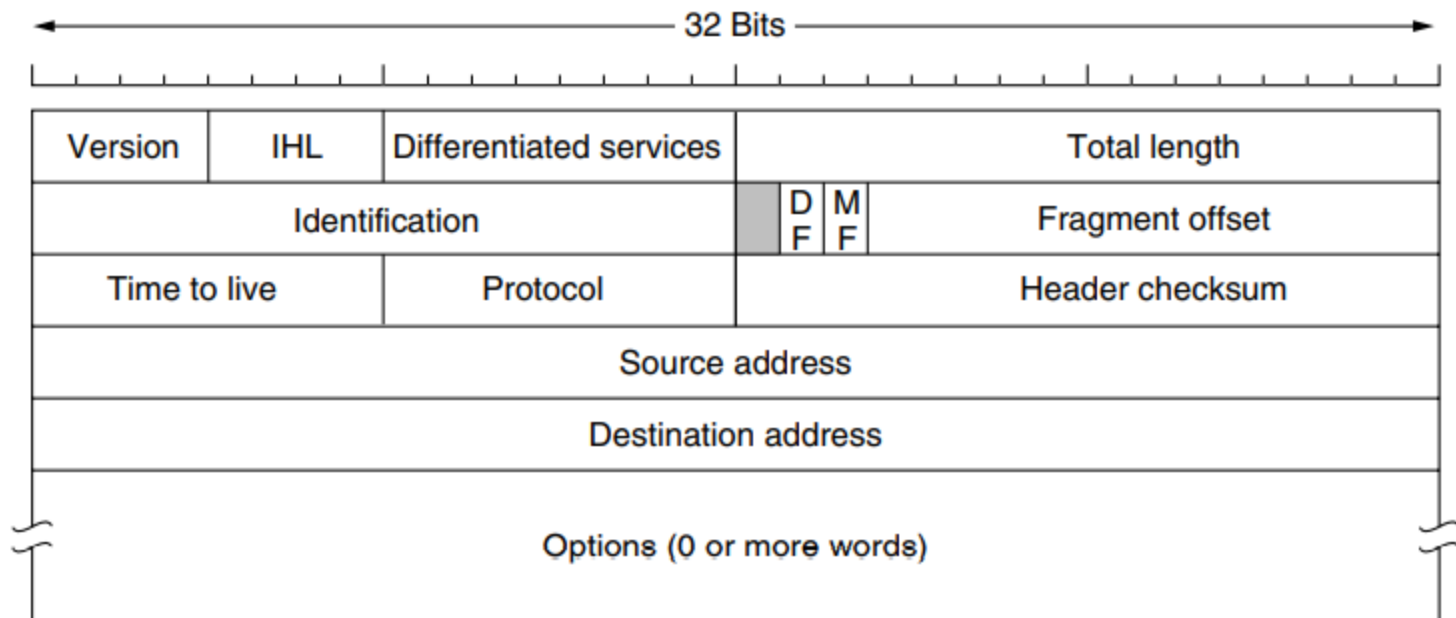 32 Bits
Version IHL Differentiated services Total length
Identification D F M F Fragment offset
Time to live Protocol Header checksum
Source address
Destination address
Options (0 or more words)